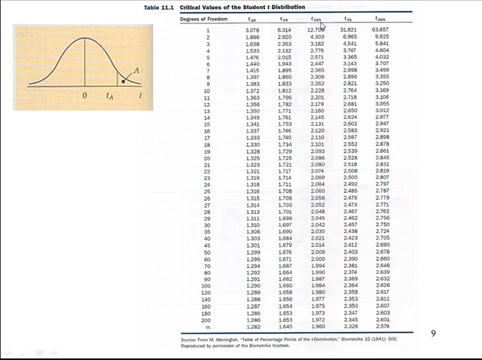 Table 11.1 Critical Values of the Student t Distribution
Degrees of Freedom t.10 t.05 t.025 t.01 t.005
1 3.078 6.314 12.706 31.821 63.657
2 1.886 2.920 4.303 6.965 9.925
3 1.638 2.353 3.182 4.541 5.841
4 1.533 2.132 2.776 3.747 4.604
5 1.476 2.015 2.571 3.365 4.032
6 1.440 1.943 2.447 3.143 3.707
7 1.415 1.895 2.365 2.998 3.499
8 1.397 1.860 2.306 2.896 3.355
9 1.383 1.833 2.262 2.821 3.250
10 1.372 1.812 2.228 2.764 3.169
11 1.363 1.796 2.201 2.718 3.106
12 1.356 1.782 2.179 2.681 3.055
13 1.350 1.771 2.160 2.650 3.012
14 1.345 1.761 2.145 2.624 2.977
15 1.341 1.753 2.131 2.602 2.947
16 1.337 1.746 2.120 2.583 2.921
17 1.333 1.740 2.110 2.567 2.898
18 1.330 1.734 2.101 2.552 2.878
19 1.328 1.729 2.093 2.539 2.861
20 1.325 1.725 2.086 2.528 2.845
21 1.323 1.721 2.080 2.518 2.831
22 1.321 1.717 2.074 2.508 2.819
23 1.319 1.714 2.069 2.500 2.807
24 1.318 1.711 2.064 2.492 2.797
25 1.316 1.708 2.060 2.485 2.787
26 1.315 1.706 2.056 2.479 2.779
27 1.314 1.703 2.052 2.473 2.771
28 1.313 1.701 2.048 2.467 2.763
29 1.311 1.699 2.045 2.462 2.756
30 1.310 1.697 2.042 2.457 2.750
35 1.306 1.690 2.030 2.438 2.724
40 1.303 1.684 2.021 2.423 2.705
45 1.301 1.679 2.014 2.412 2.690
50 1.299 1.676 2.009 2.403 2.678
60 1.296 1.671 2.000 2.390 2.660
70 1.294 1.667 1.994 2.381 2.648
80 1.292 1.664 1.990 2.374 2.639
90 1.291 1.662 1.987 2.369 2.632
100 1.290 1.660 1.984 2.364 2.626
120 1.289 1.658 1.980 2.358 2.617
140 1.288 1.656 1.977 2.353 2.611
160 1.287 1.654 1.975 2.350 2.607
180 1.286 1.653 1.973 2.347 2.603
200 1.286 1.653 1.972 2.345 2.601
∞ 1.282 1.645 1.960 2.326 2.576
Source: From M. Merrington, "Table of Percentage Points of the t-Distribution," Biometrika 32 (1941): 300.
Reproduced by permission of the Biometrika trustees.
A
0 tA t
9